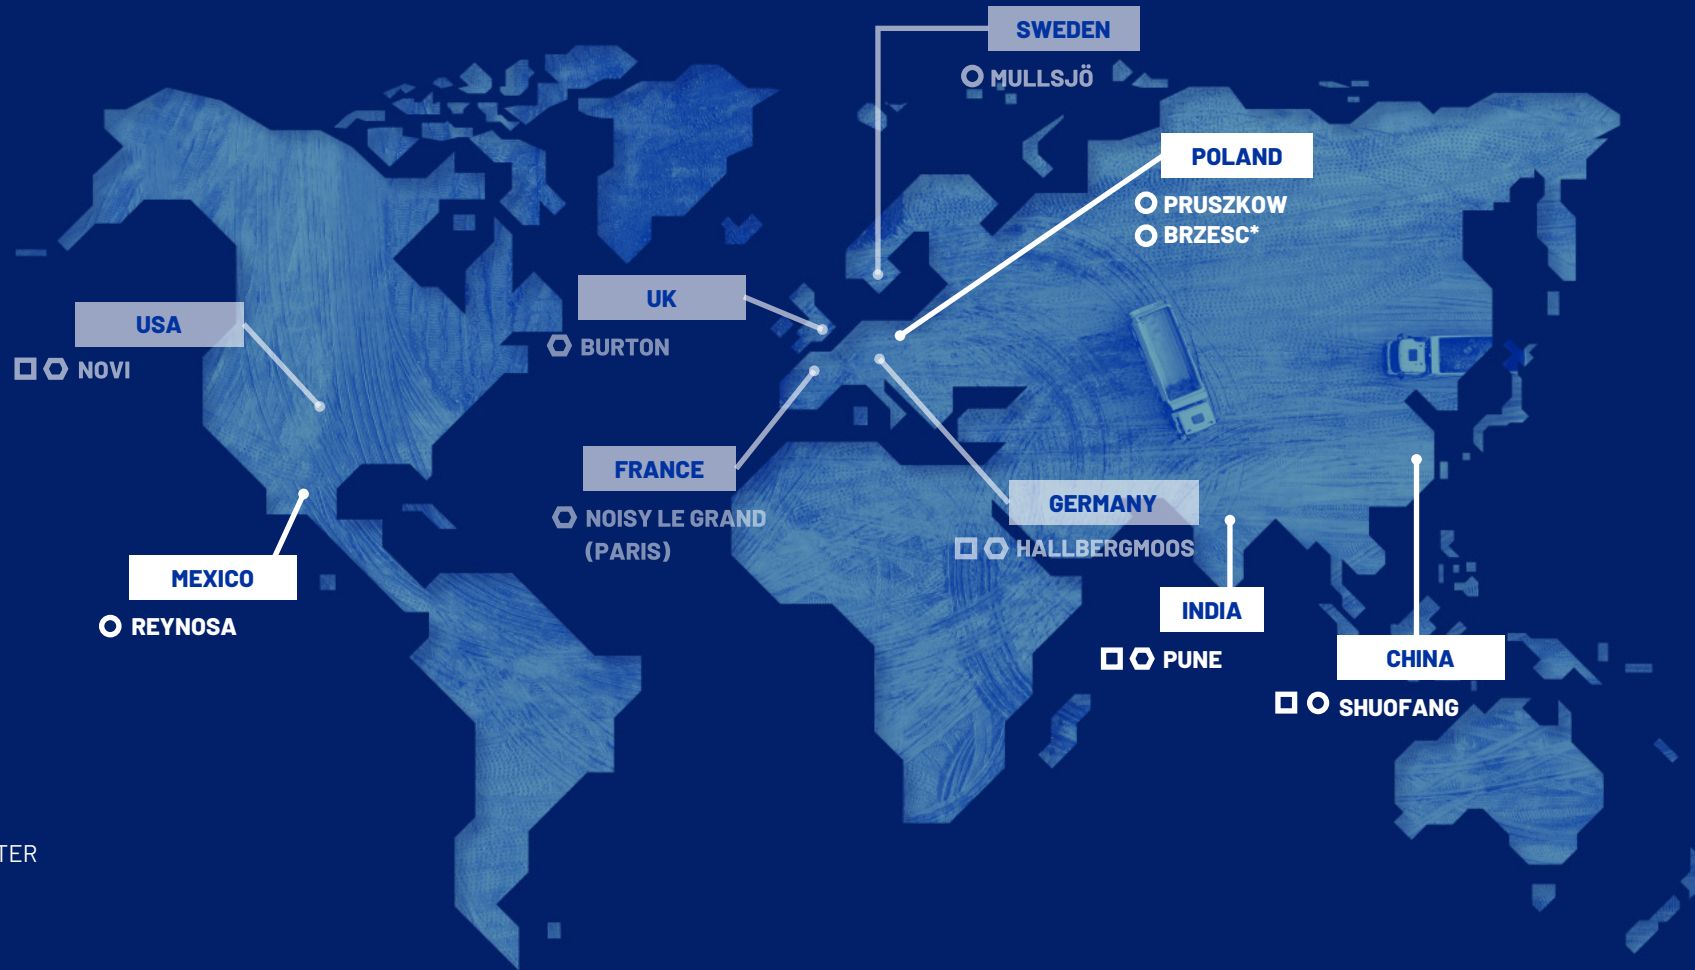 SWEDEN
MULLSJÖ
POLAND
PRUSZKOW
BRZESC*
UK
BURTON
USA
NOVI
FRANCE
NOISY LE GRAND
(PARIS)
GERMANY
HALLBERGMOOS
MEXICO
REYNOSA
INDIA
PUNE
CHINA
SHUOFANG
TER